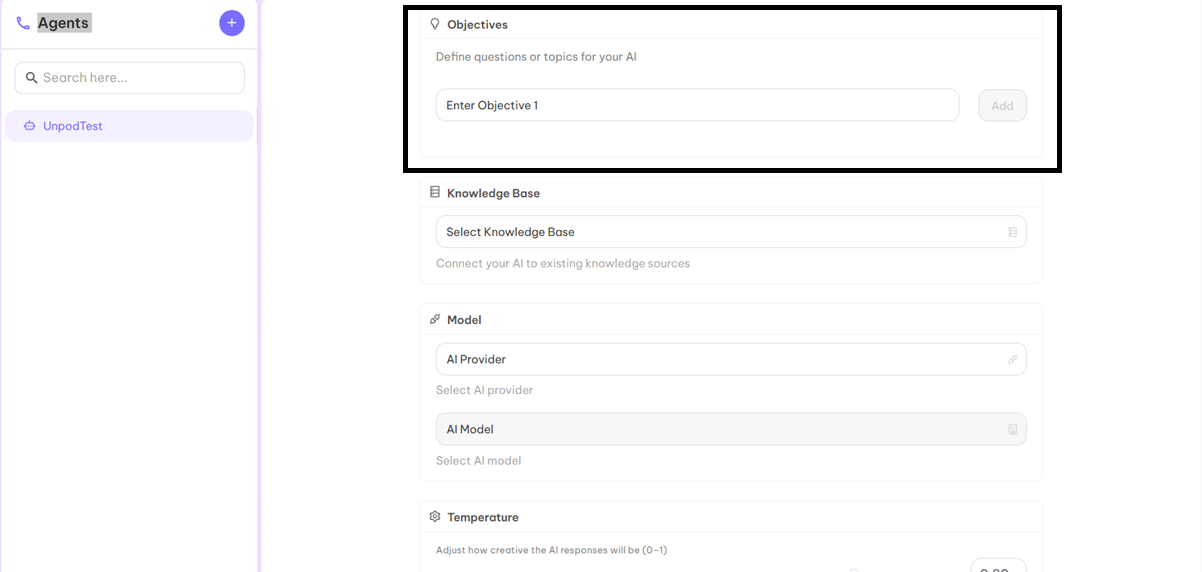 Agents
+
Search here...
UnpodTest
Objectives
Define questions or topics for your AI
Enter Objective 1
Add
Knowledge Base
Select Knowledge Base
Connect your AI to existing knowledge sources
Model
AI Provider
Select AI provider
AI Model
Select AI model
Temperature
Adjust how creative the AI responses will be (0-1)